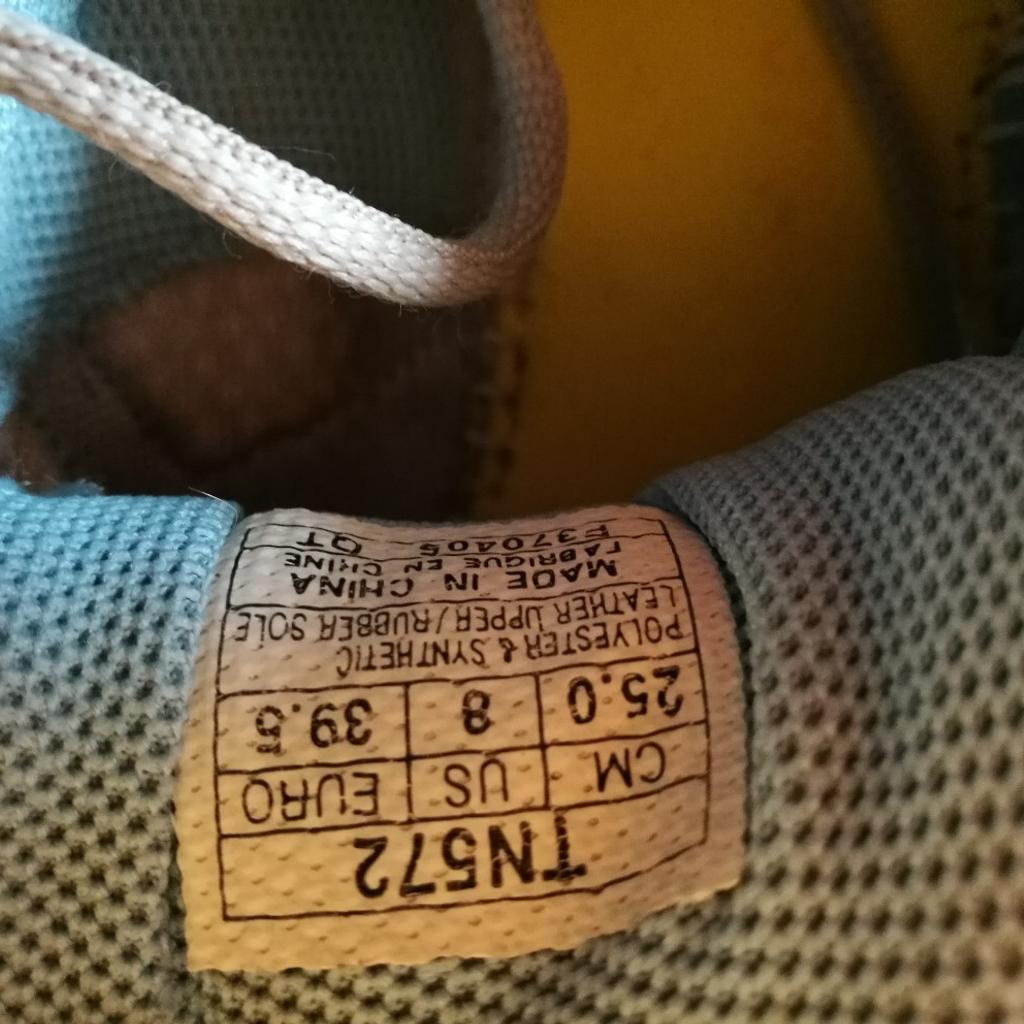 TN572
CM US EURO
25.0 8 39.5
POLYESTER & SYNTHETIC
LEATHER UPPER / RUBBER SOLE
MADE IN CHINA
FABRIQUE EN CHINE
F370405 QT